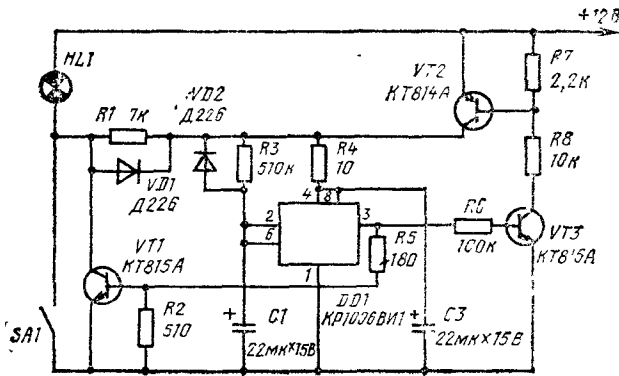 +12В
HL1
R1 1к
VD2
Д226
VD1
Д226
R3
510к
R4
10
VT2
КТ814А
R7
2,2к
R8
10к
VT1
КТ815А
2
6
4
8
3
1
R5
180
R6
100к
VT3
КТ815А
SA1
R2
510
+
C1
22мк×15В
DD1
КР1006ВИ1
+
C3
22мк×15В